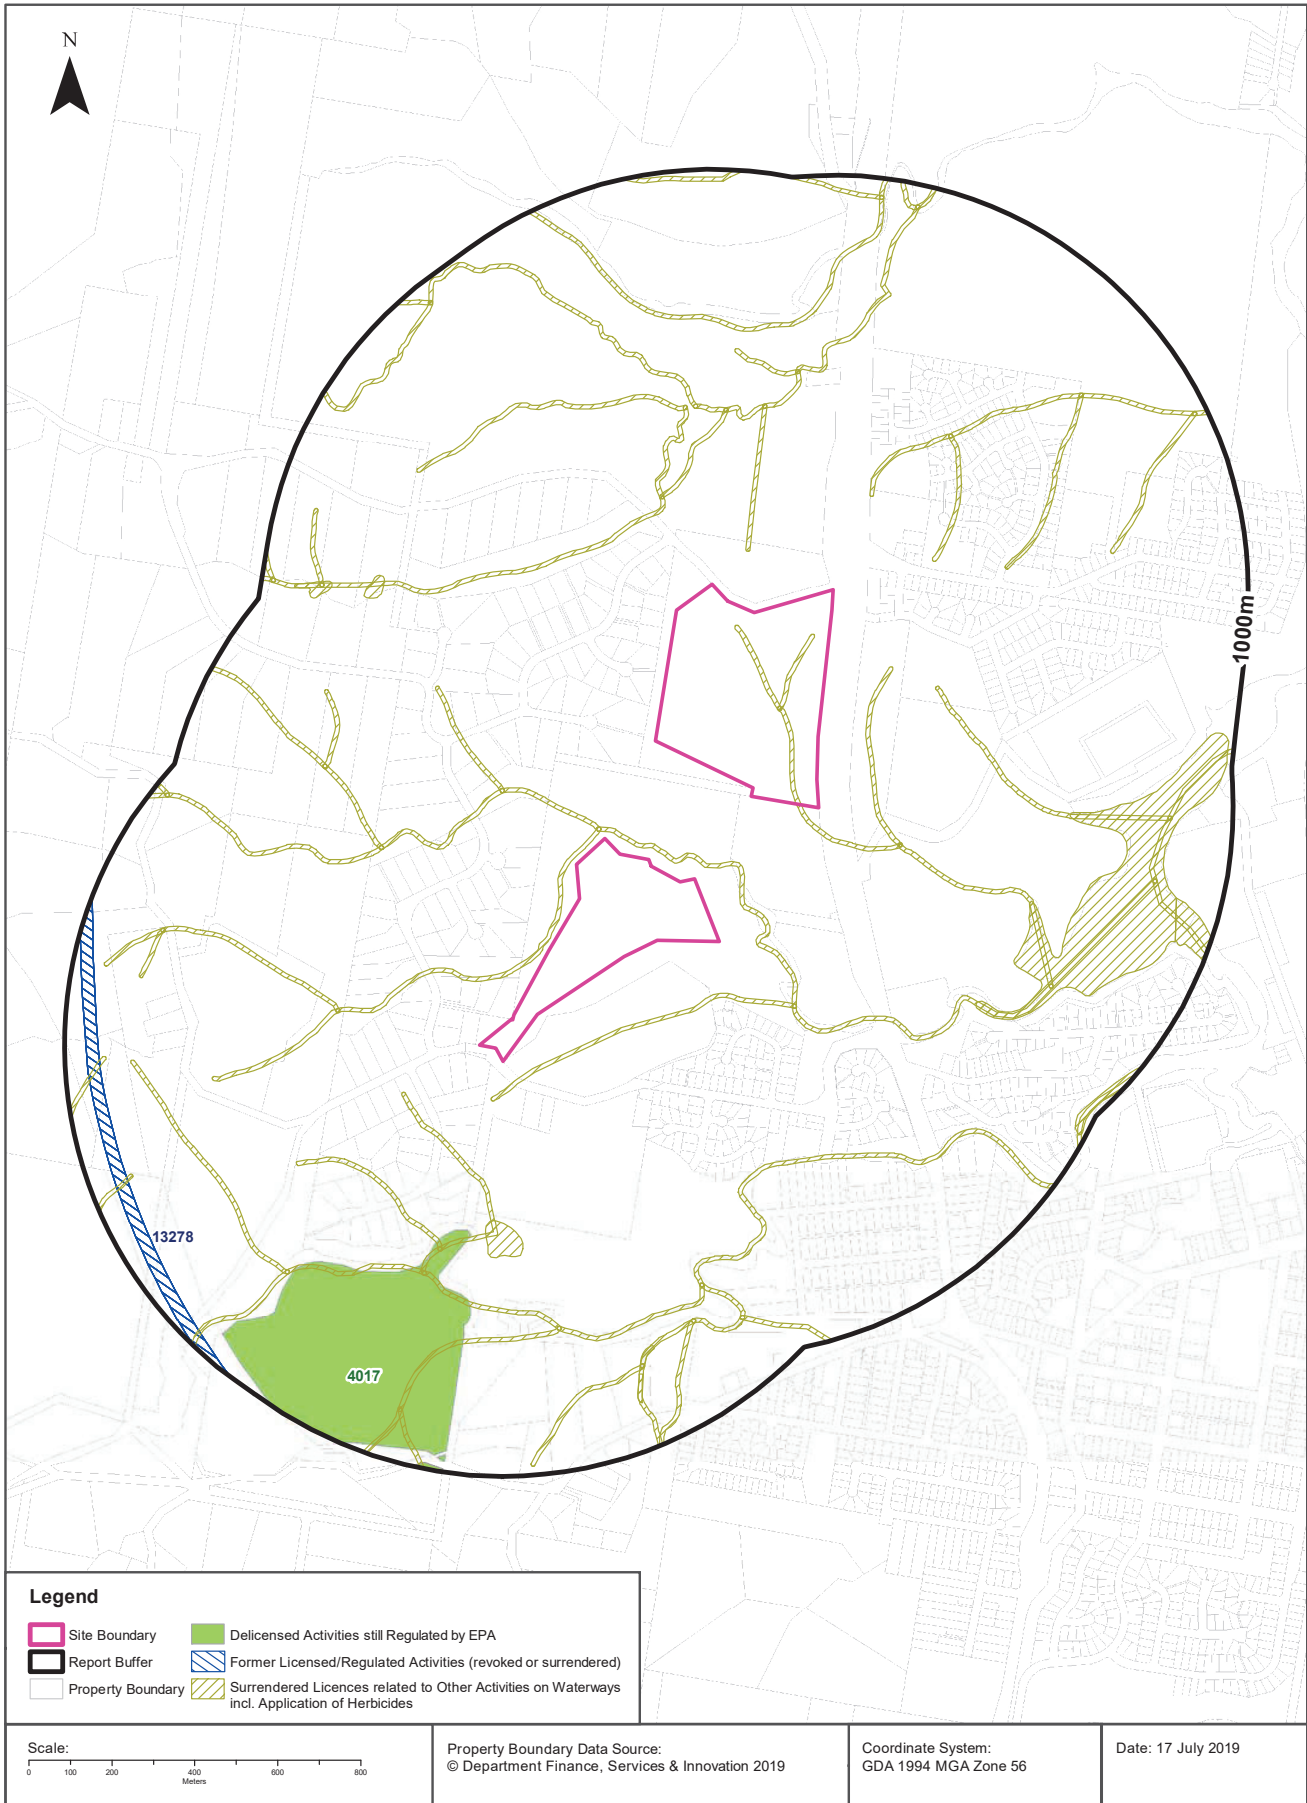 N
1000m
13278
4017
Legend
Site Boundary
Report Buffer
Property Boundary
Delicensed Activities still Regulated by EPA
Former Licensed/Regulated Activities (revoked or surrendered)
Surrendered Licences related to Other Activities on Waterways
incl. Application of Herbicides
Scale:
0 100 200 400 600 800
Meters
Property Boundary Data Source:
© Department Finance, Services & Innovation 2019
Coordinate System:
GDA 1994 MGA Zone 56
Date: 17 July 2019